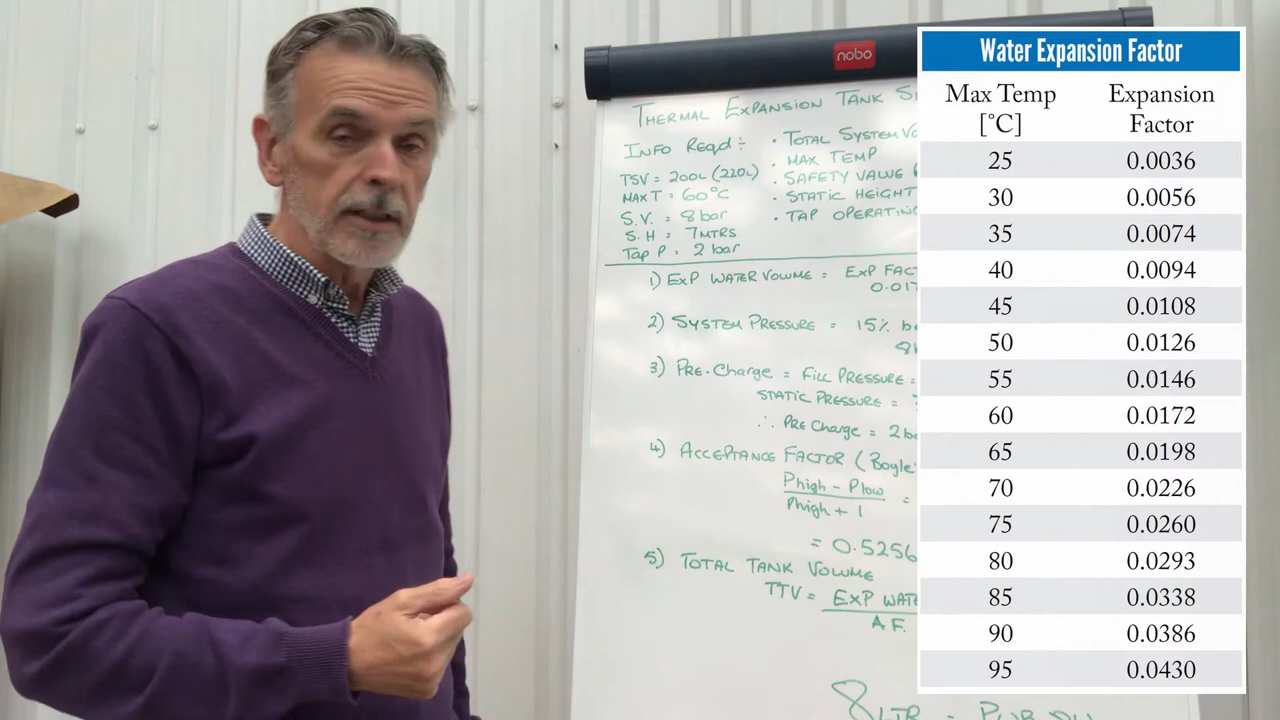 nobo
THERMAL EXPANSION TANK
INFO Reqd :-
TSV = 200L (220L)
MAX T = 60°C
S.V. = 8 bar
S.H = 7MTRS
Tap P = 2 bar
• TOTAL SYSTEM
• MAX TEMP
• SAFETY VALVE
• STATIC HEIGHT
• TAP OPERATING
1) EXP WATER VOLUME = EXP FAC
0.017
2) SYSTEM PRESSURE = 15%
3) PRE-Charge = Fill PRESSURE =
STATIC PRESSURE =
∴ PRE Charge = 2 b
4) ACCEPTANCE FACTOR (Boyle'
Phigh - Plow =
Phigh + 1
= 0.5256
5) TOTAL TANK VOLUME
TTV = EXP WAT
A.F.
8 LTR -
Water Expansion Factor
Max Temp Expansion
[°C] Factor
25 0.0036
30 0.0056
35 0.0074
40 0.0094
45 0.0108
50 0.0126
55 0.0146
60 0.0172
65 0.0198
70 0.0226
75 0.0260
80 0.0293
85 0.0338
90 0.0386
95 0.0430